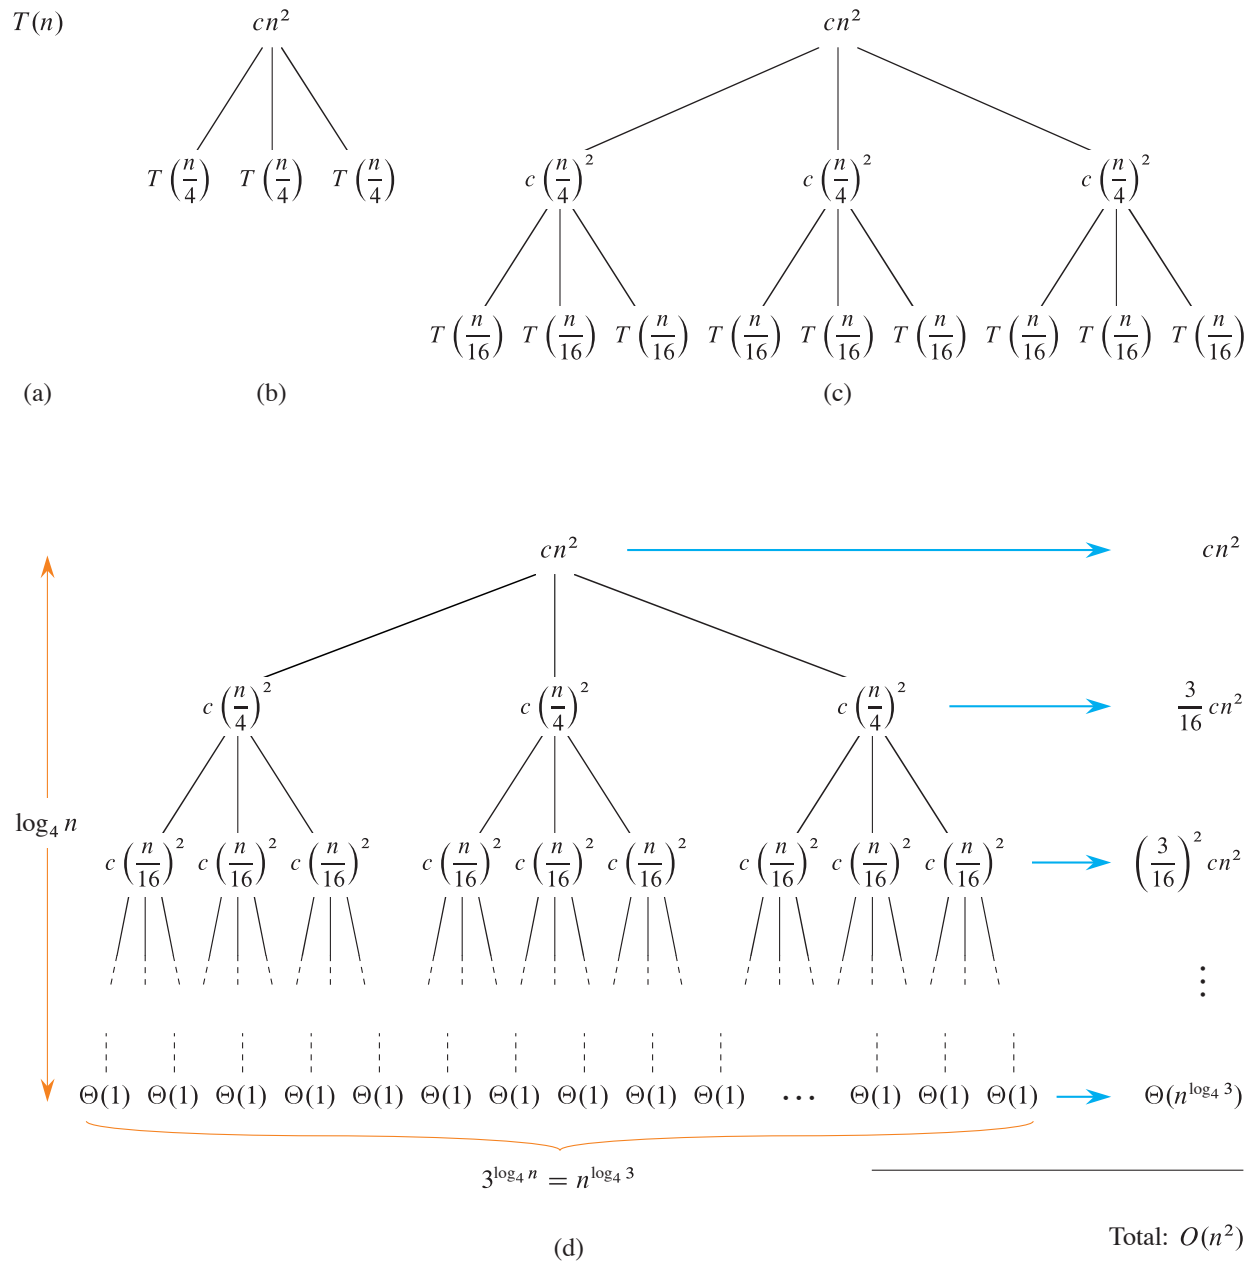 T(n) cn² cn²
T(n/4) T(n/4) T(n/4) c(n/4)² c(n/4)² c(n/4)²
T(n/16) T(n/16) T(n/16) T(n/16) T(n/16) T(n/16) T(n/16) T(n/16) T(n/16)
(a) (b) (c)
cn² cn²
c(n/4)² c(n/4)² c(n/4)² 3/16 cn²
log₄ n
c(n/16)² c(n/16)² c(n/16)² c(n/16)² c(n/16)² c(n/16)² c(n/16)² c(n/16)² c(n/16)² (3/16)² cn²
⋮
Θ(1) Θ(1) Θ(1) Θ(1) Θ(1) Θ(1) Θ(1) Θ(1) Θ(1) Θ(1) … Θ(1) Θ(1) Θ(1) Θ(n^{log₄ 3})
3^{log₄ n} = n^{log₄ 3}
Total: O(n²)
(d)